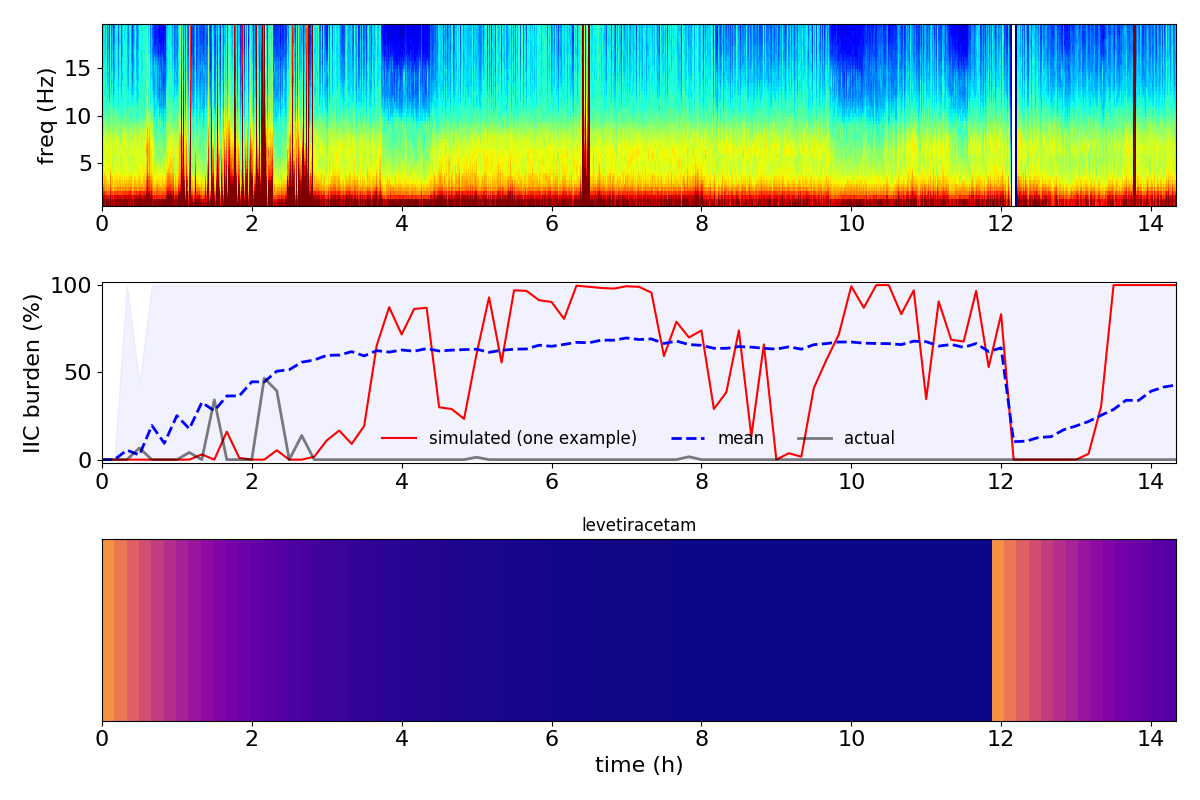 15
10
5
freq (Hz)
0 2 4 6 8 10 12 14
100
50
0
IIC burden (%)
simulated (one example) mean actual
0 2 4 6 8 10 12 14
levetiracetam
0 2 4 6 8 10 12 14
time (h)